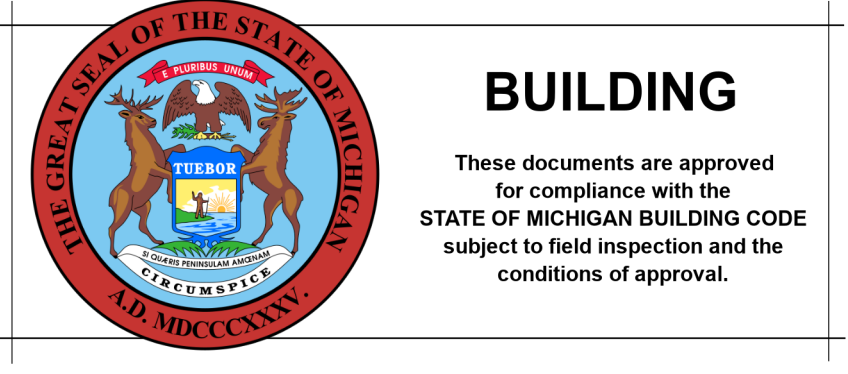 THE GREAT SEAL OF THE STATE OF MICHIGAN
E PLURIBUS UNUM
TUEBOR
SI QUÆRIS PENINSULAM AMŒNAM
CIRCUMSPICE
A.D. MDCCCXXXV.
BUILDING
These documents are approved
for compliance with the
STATE OF MICHIGAN BUILDING CODE
subject to field inspection and the
conditions of approval.